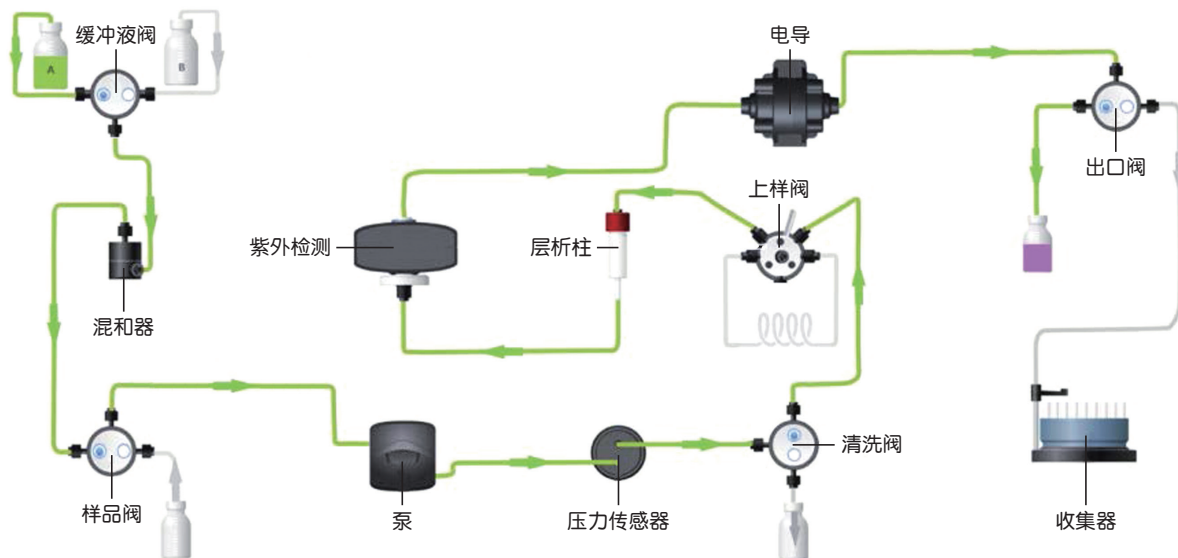 缓冲液阀
A
B
电导
出口阀
上样阀
紫外检测
层析柱
混和器
清洗阀
样品阀
泵
压力传感器
收集器